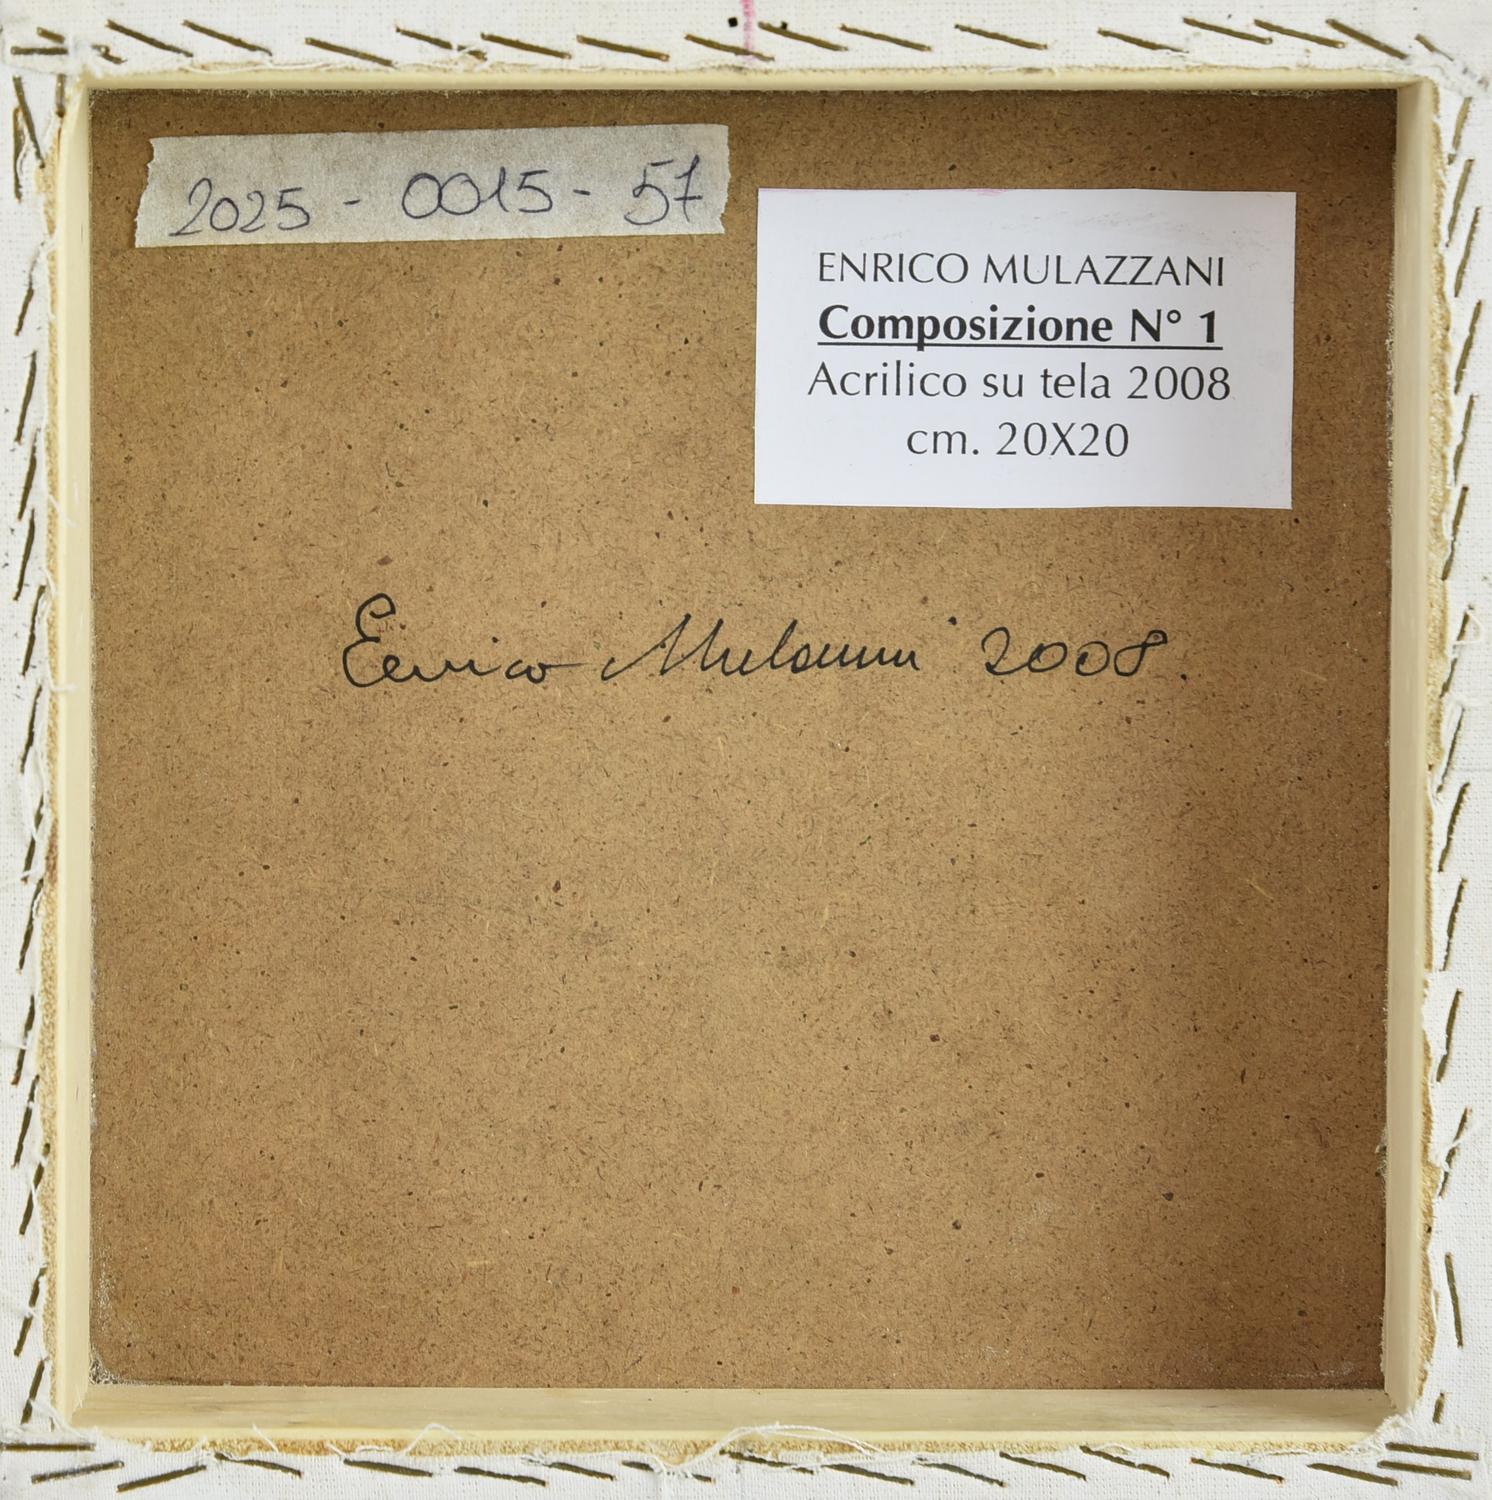 2025 - 0015 - 57
ENRICO MULAZZANI
Composizione N° 1
Acrilico su tela 2008
cm. 20X20
Enrico Mulazzani 2008.